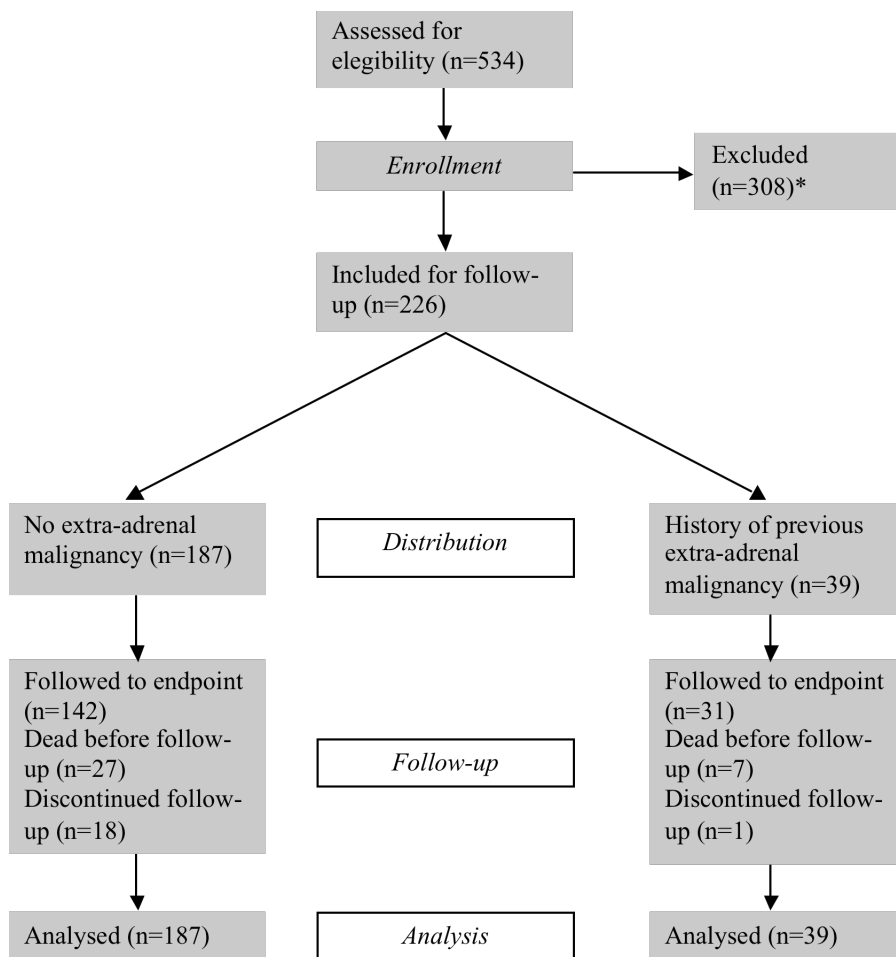 Assessed for
elegibility (n=534)
Enrollment
Excluded
(n=308)*
Included for follow-
up (n=226)
No extra-adrenal
malignancy (n=187)
Distribution
History of previous
extra-adrenal
malignancy (n=39)
Followed to endpoint
(n=142)
Dead before follow-
up (n=27)
Discontinued follow-
up (n=18)
Follow-up
Followed to endpoint
(n=31)
Dead before follow-
up (n=7)
Discontinued follow-
up (n=1)
Analysed (n=187)
Analysis
Analysed (n=39)